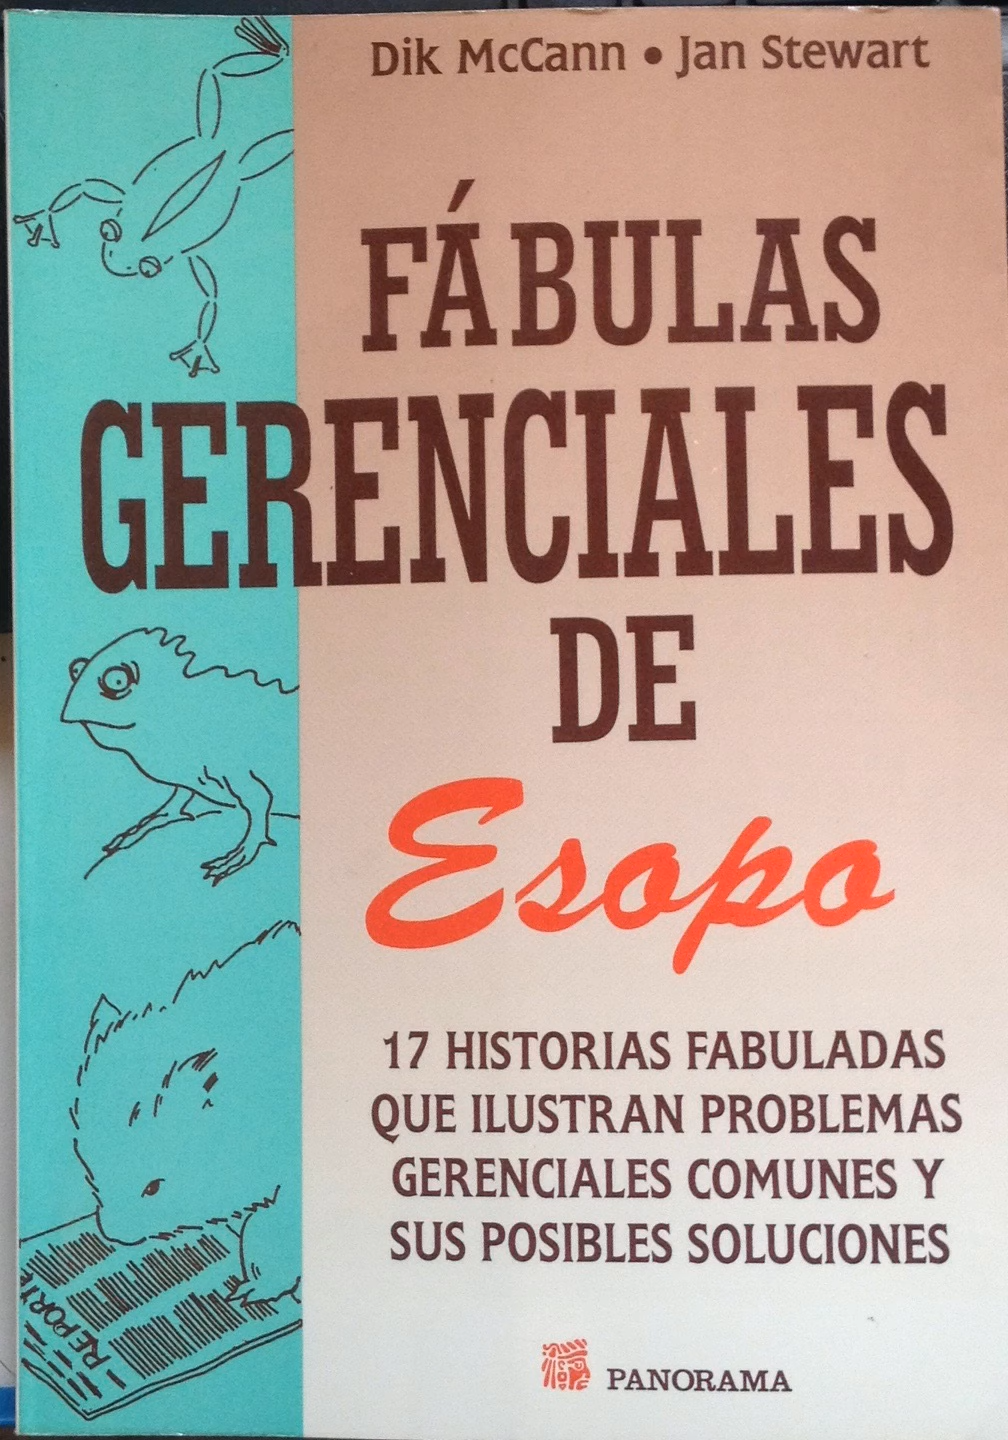 Dik McCann • Jan Stewart
FÁBULAS
GERENCIALES
DE
Esopo
17 HISTORIAS FABULADAS
QUE ILUSTRAN PROBLEMAS
GERENCIALES COMUNES Y
SUS POSIBLES SOLUCIONES
REPORTE
REPORT
PANORAMA